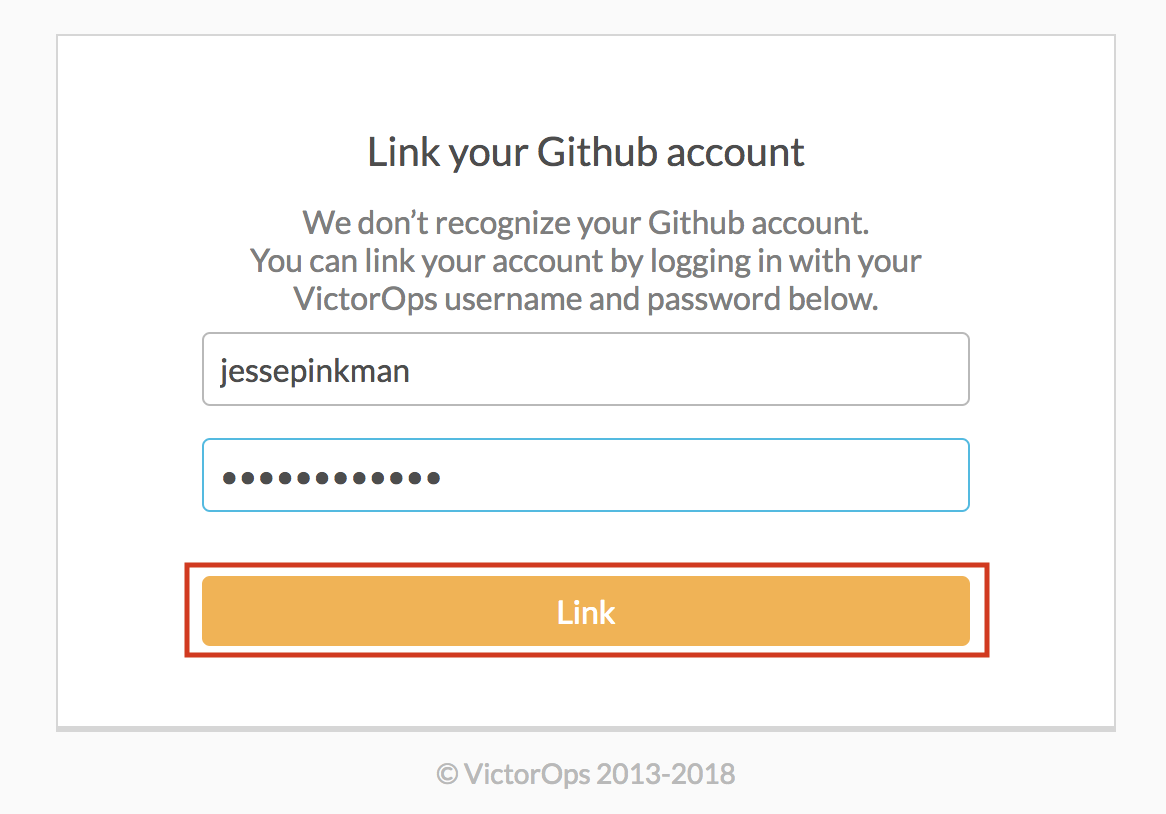 Link your Github account
We don’t recognize your Github account.
You can link your account by logging in with your
VictorOps username and password below.
jessepinkman
••••••••••••
Link
© VictorOps 2013-2018